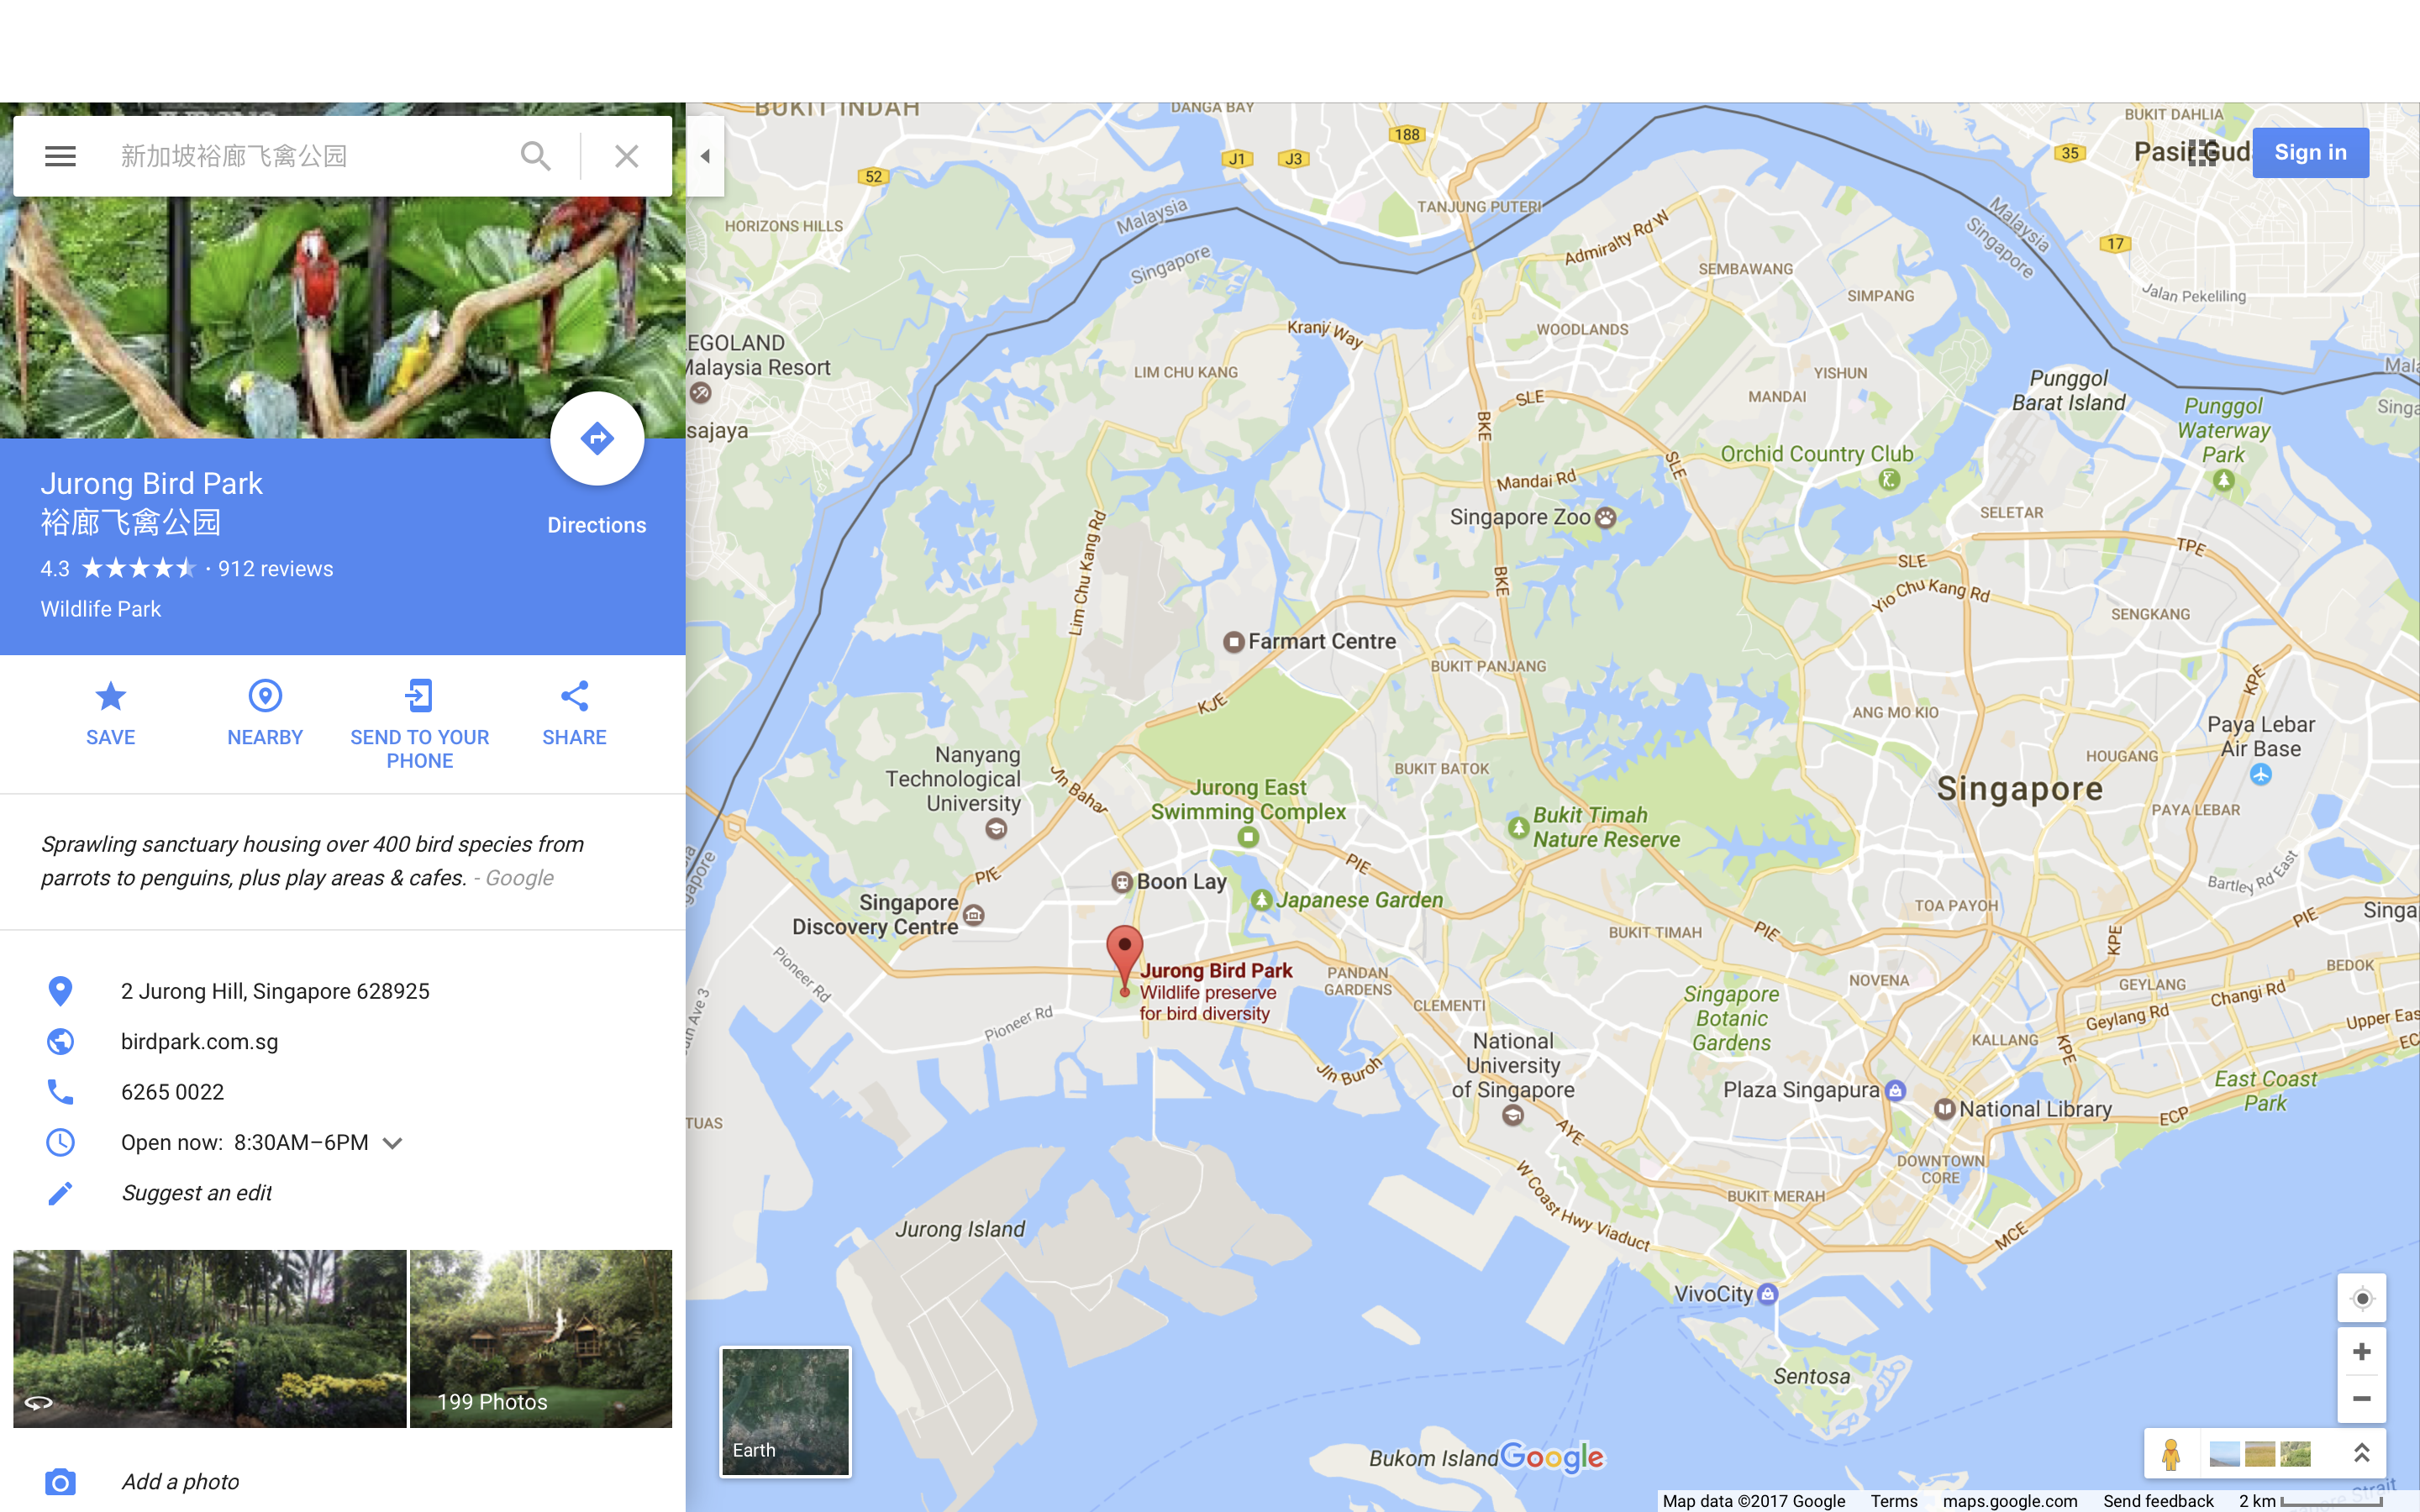 新加坡裕廊飞禽公园
Jurong Bird Park
裕廊飞禽公园
Directions
4.3
· 912 reviews
Wildlife Park
SAVE
NEARBY
SEND TO YOUR
PHONE
SHARE
Sprawling sanctuary housing over 400 bird species from
parrots to penguins, plus play areas & cafes. - Google
2 Jurong Hill, Singapore 628925
birdpark.com.sg
6265 0022
Open now: 8:30AM–6PM
Suggest an edit
199 Photos
Add a photo
BUKIT INDAH
DANGA BAY
188
J1
J3
52
HORIZONS HILLS
Malaysia
Singapore
TANJUNG PUTERI
Admiralty Rd W
SEMBAWANG
SIMPANG
BUKIT DAHLIA
35
Sign in
17
Malaysia
Singapore
Jalan Pekeliling
EGOLAND
Malaysia Resort
sajaya
Kranji Way
WOODLANDS
LIM CHU KANG
YISHUN
MANDAI
SLE
BKE
Punggol
Barat Island
Punggol
Waterway
Park
Orchid Country Club
SLE
Mandai Rd
Singapore Zoo
SELETAR
TPE
Lim Chu Kang Rd
BKE
SLE
Yio Chu Kang Rd
SENGKANG
Farmart Centre
BUKIT PANJANG
KJE
KPE
ANG MO KIO
Paya Lebar
Air Base
HOUGANG
Nanyang
Technological
University
Jln Bahar
BUKIT BATOK
Jurong East
Swimming Complex
Singapore
PAYA LEBAR
Bukit Timah
Nature Reserve
PIE
PIE
Boon Lay
Japanese Garden
Bartley Rd East
Singapore
Discovery Centre
TOA PAYOH
PIE
PIE
BUKIT TIMAH
KPE
Pioneer Rd
Jurong Bird Park
Wildlife preserve
for bird diversity
PANDAN
GARDENS
CLEMENTI
NOVENA
BEDOK
GEYLANG
Changi Rd
Geylang Rd
Upper Eas
Singapore
Botanic
Gardens
Pioneer Rd
KALLANG
KPE
EC
National
University
of Singapore
Jln Buroh
Plaza Singapura
National Library
East Coast
Park
ECP
TUAS
AYE
DOWNTOWN
CORE
W Coast Hwy Viaduct
BUKIT MERAH
MCE
Jurong Island
VivoCity
Sentosa
Earth
Bukom Island
Google
Map data ©2017 Google
Terms
maps.google.com
Send feedback
2 km